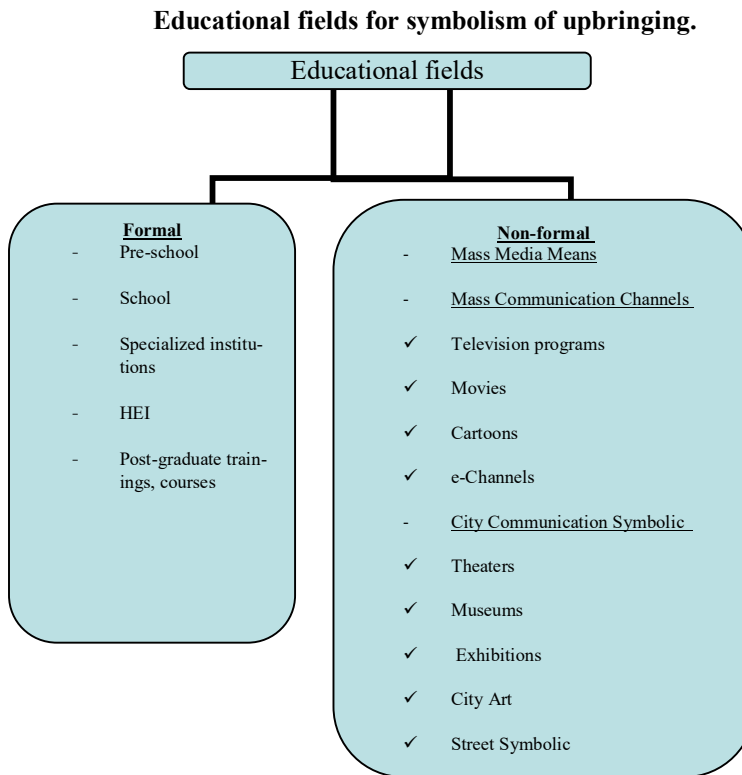 Educational fields for symbolism of upbringing.
Educational fields
Formal
- Pre-school
- School
- Specialized institu-
tions
- HEI
- Post-graduate train-
ings, courses
Non-formal
- Mass Media Means
- Mass Communication Channels
✓ Television programs
✓ Movies
✓ Cartoons
✓ e-Channels
- City Communication Symbolic
✓ Theaters
✓ Museums
✓ Exhibitions
✓ City Art
✓ Street Symbolic